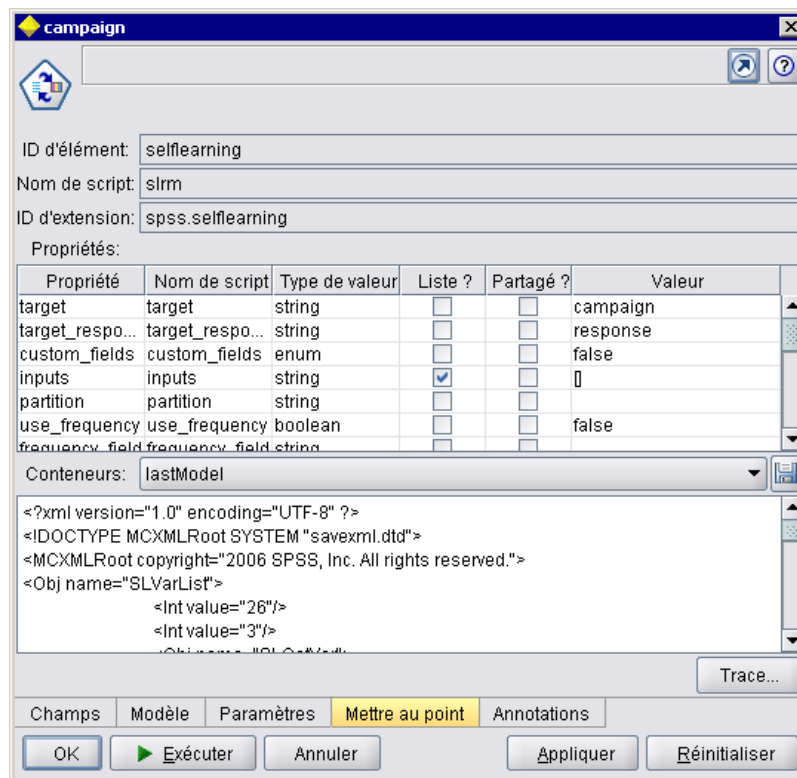 campaign
ID d'élément: selflearning
Nom de script: slrm
ID d'extension: spss.selflearning
Propriétés:
Propriété Nom de script Type de valeur Liste ? Partagé ? Valeur
target target string campaign
target_respo... target_respo... string response
custom_fields custom_fields enum false
inputs inputs string []
partition partition string
use_frequency use_frequency boolean false
frequency_field frequency_field string
Conteneurs: lastModel
<?xml version="1.0" encoding="UTF-8" ?>
<!DOCTYPE MCXMLRoot SYSTEM "savexml.dtd">
<MCXMLRoot copyright="2006 SPSS, Inc. All rights reserved.">
<Obj name="SLVarList">
<Int value="26"/>
<Int value="3"/>
Trace...
Champs Modèle Paramètres Mettre au point Annotations
OK Exécuter Annuler Appliquer Réinitialiser